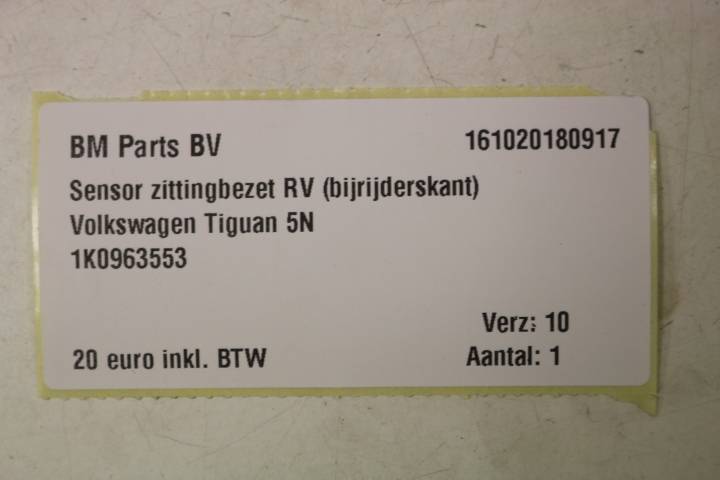 BM Parts BV 161020180917
Sensor zittingbezet RV (bijrijderskant)
Volkswagen Tiguan 5N
1K0963553
Verz: 10
20 euro inkl. BTW Aantal: 1